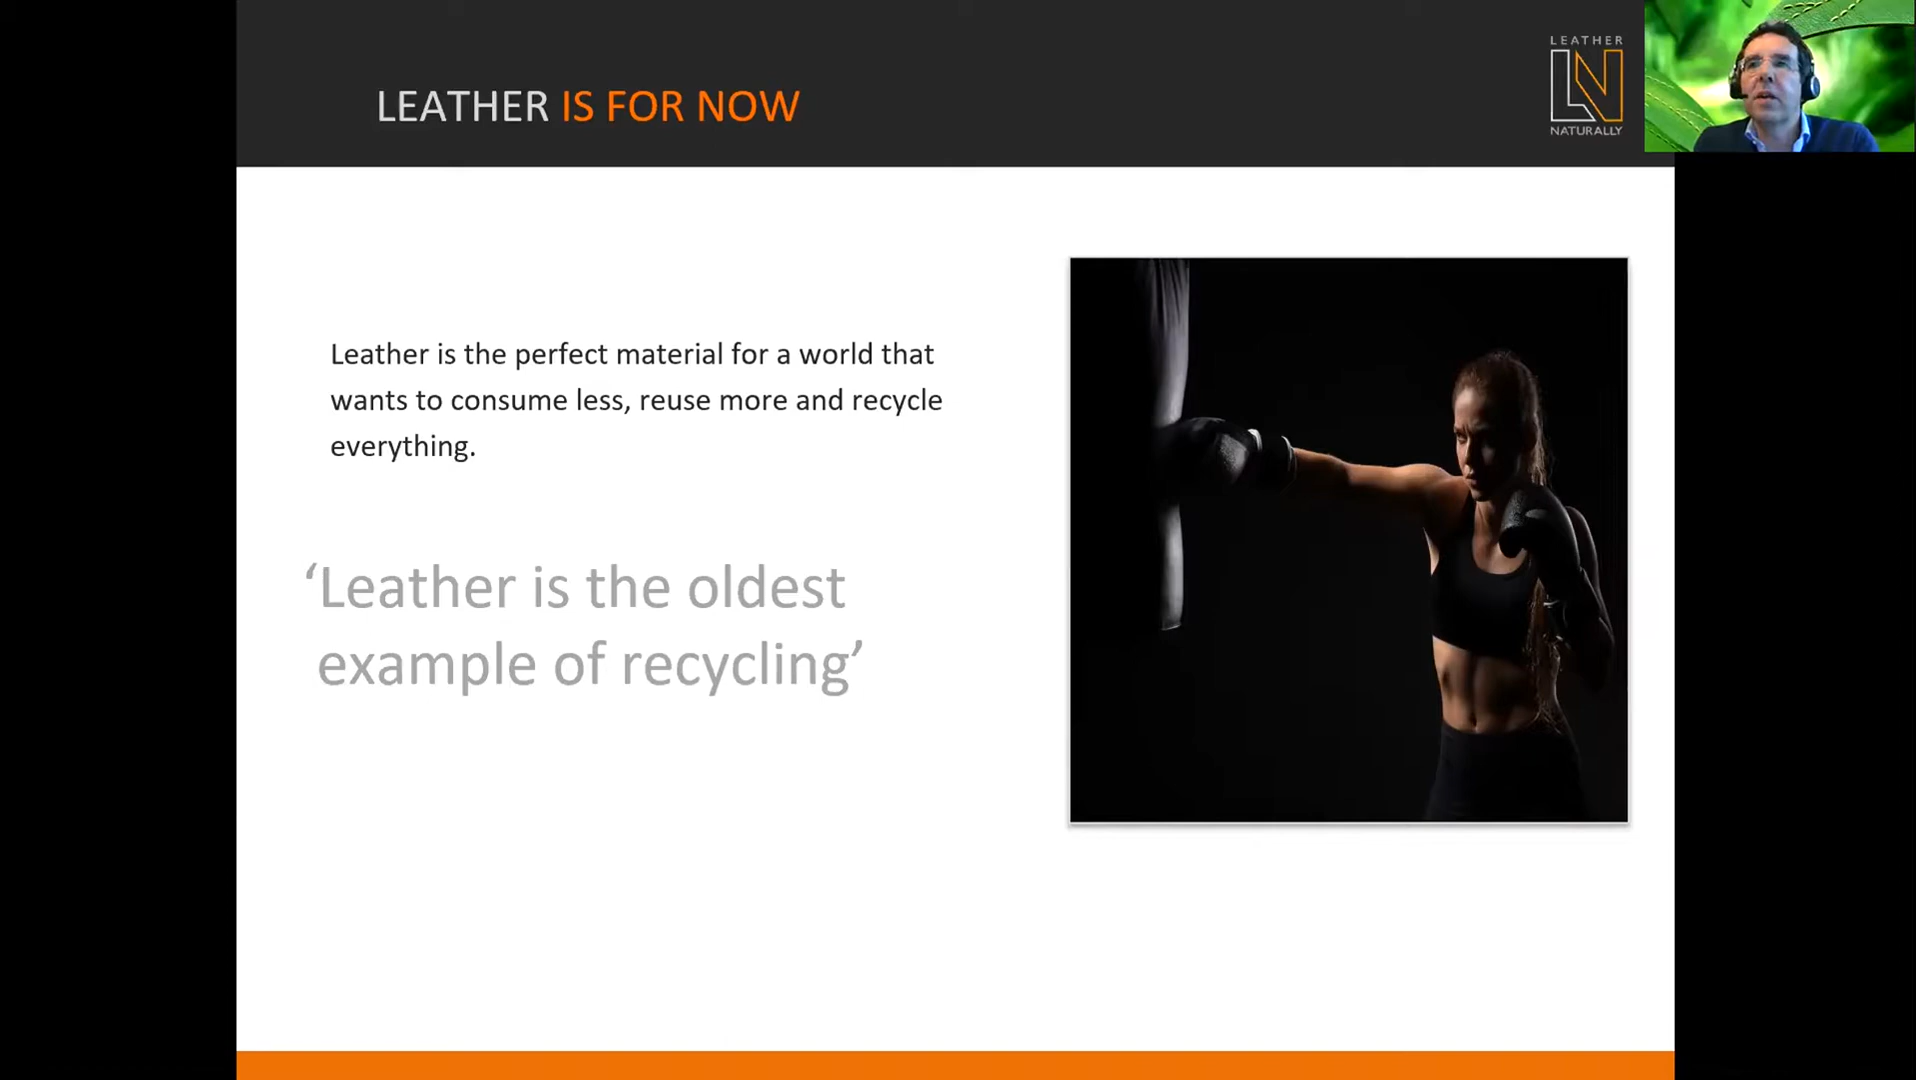 LEATHER IS FOR NOW
LEATHER
NATURALLY
Leather is the perfect material for a world that
wants to consume less, reuse more and recycle
everything.
‘Leather is the oldest
example of recycling’